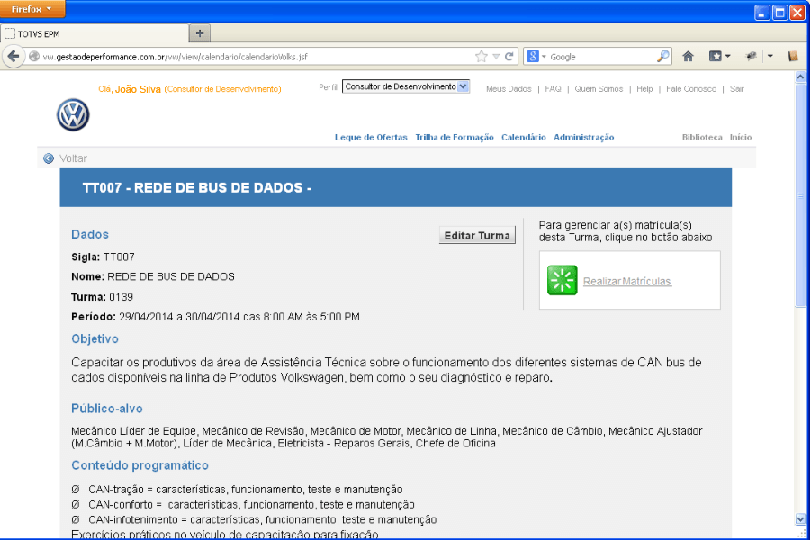 Firefox
TOTVS EPM
+
vw.gestaodeperformance.com.br/vw/view/calendario/calendarioVolks.jsf
Google
Olá, João Silva (Consultor de Desenvolvimento)
Perfil Consultor de Desenvolvimento
Meus Dados | FAQ | Quem Somos | Help | Fale Conosco | Sair
Leque de Ofertas Trilha de Formação Calendário Administração
Biblioteca Início
Voltar
TT007 - REDE DE BUS DE DADOS -
Dados
Editar Turma
Para gerenciar a(s) matrícula(s)
desta Turma, clique no botão abaixo
Realizar Matrículas
Sigla: TT007
Nome: REDE DE BUS DE DADOS
Turma: 0139
Período: 29/04/2014 a 30/04/2014 das 8:00 AM às 5:00 PM
Objetivo
Capacitar os produtivos da área de Assistência Técnica sobre o funcionamento dos diferentes sistemas de CAN bus de
dados disponíveis na linha de Produtos Volkswagen, bem como o seu diagnóstico e reparo.
Público-alvo
Mecânico Líder de Equipe, Mecânico de Revisão, Mecânico de Motor, Mecânico de Linha, Mecânico de Câmbio, Mecânico Ajustador
(M.Câmbio + M.Motor), Líder de Mecânica, Eletricista - Reparos Gerais, Chefe de Oficina
Conteúdo programático
Ø CAN-tração = características, funcionamento, teste e manutenção
Ø CAN-conforto = características, funcionamento, teste e manutenção
Ø CAN-infotenimento = características, funcionamento, teste e manutenção
Exercícios práticos no veículo de capacitação para fixação